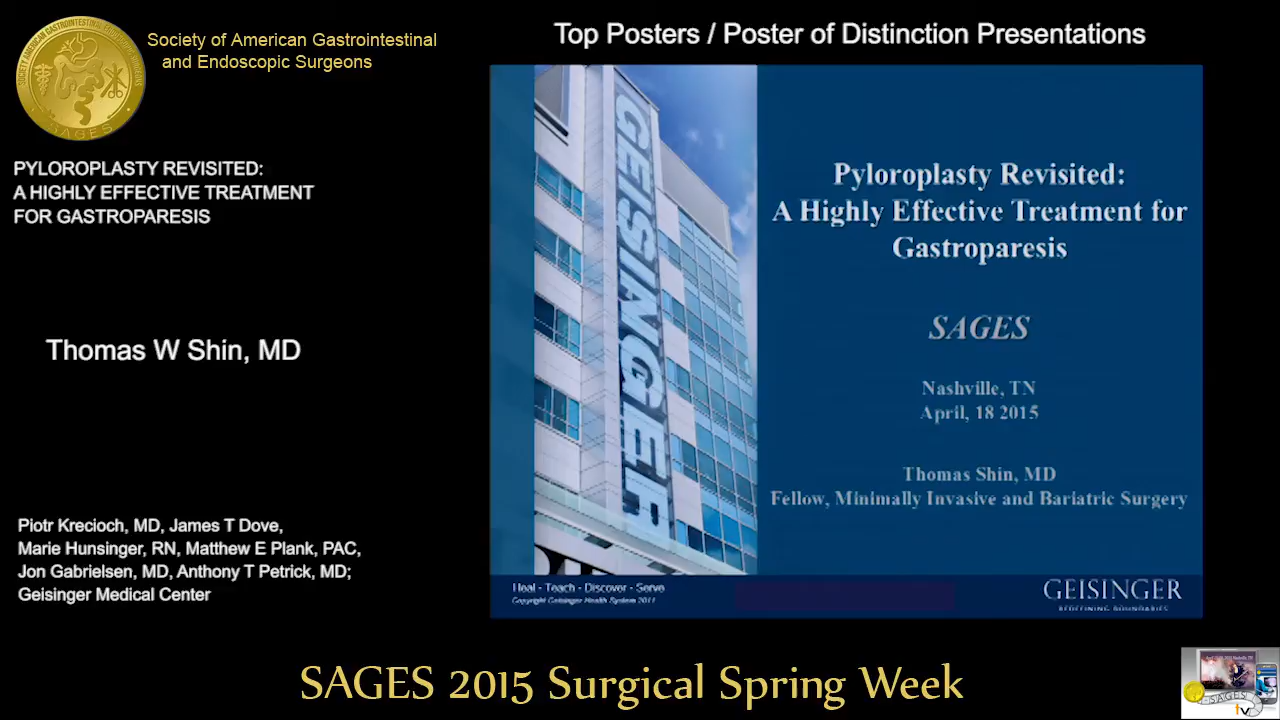 Society of American Gastrointestinal
and Endoscopic Surgeons
Top Posters / Poster of Distinction Presentations
PYLOROPLASTY REVISITED:
A HIGHLY EFFECTIVE TREATMENT
FOR GASTROPARESIS
Thomas W Shin, MD
Piotr Krecioch, MD, James T Dove,
Marie Hunsinger, RN, Matthew E Plank, PAC,
Jon Gabrielsen, MD, Anthony T Petrick, MD;
Geisinger Medical Center
GEISINGER
Pyloroplasty Revisited:
A Highly Effective Treatment for
Gastroparesis
SAGES
Nashville, TN
April, 18 2015
Thomas Shin, MD
Fellow, Minimally Invasive and Bariatric Surgery
Heal - Teach - Discover - Serve
Copyright Geisinger Health System 2011
GEISINGER
REDEFINING BOUNDARIES
SAGES 2015 Surgical Spring Week
SAGES
tv